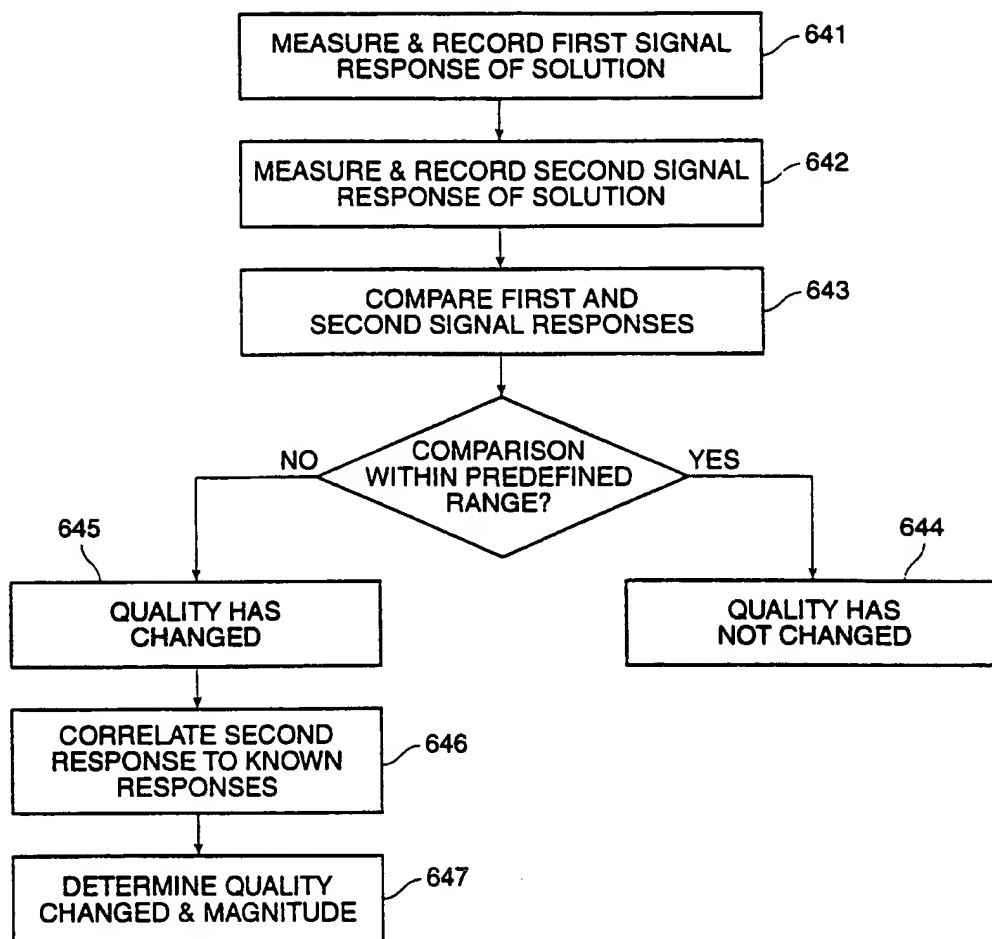 MEASURE & RECORD FIRST SIGNAL
RESPONSE OF SOLUTION
641
MEASURE & RECORD SECOND SIGNAL
RESPONSE OF SOLUTION
642
COMPARE FIRST AND
SECOND SIGNAL RESPONSES
643
COMPARISON
WITHIN PREDEFINED
RANGE?
NO
YES
645
QUALITY HAS
CHANGED
644
QUALITY HAS
NOT CHANGED
CORRELATE SECOND
RESPONSE TO KNOWN
RESPONSES
646
DETERMINE QUALITY
CHANGED & MAGNITUDE
647